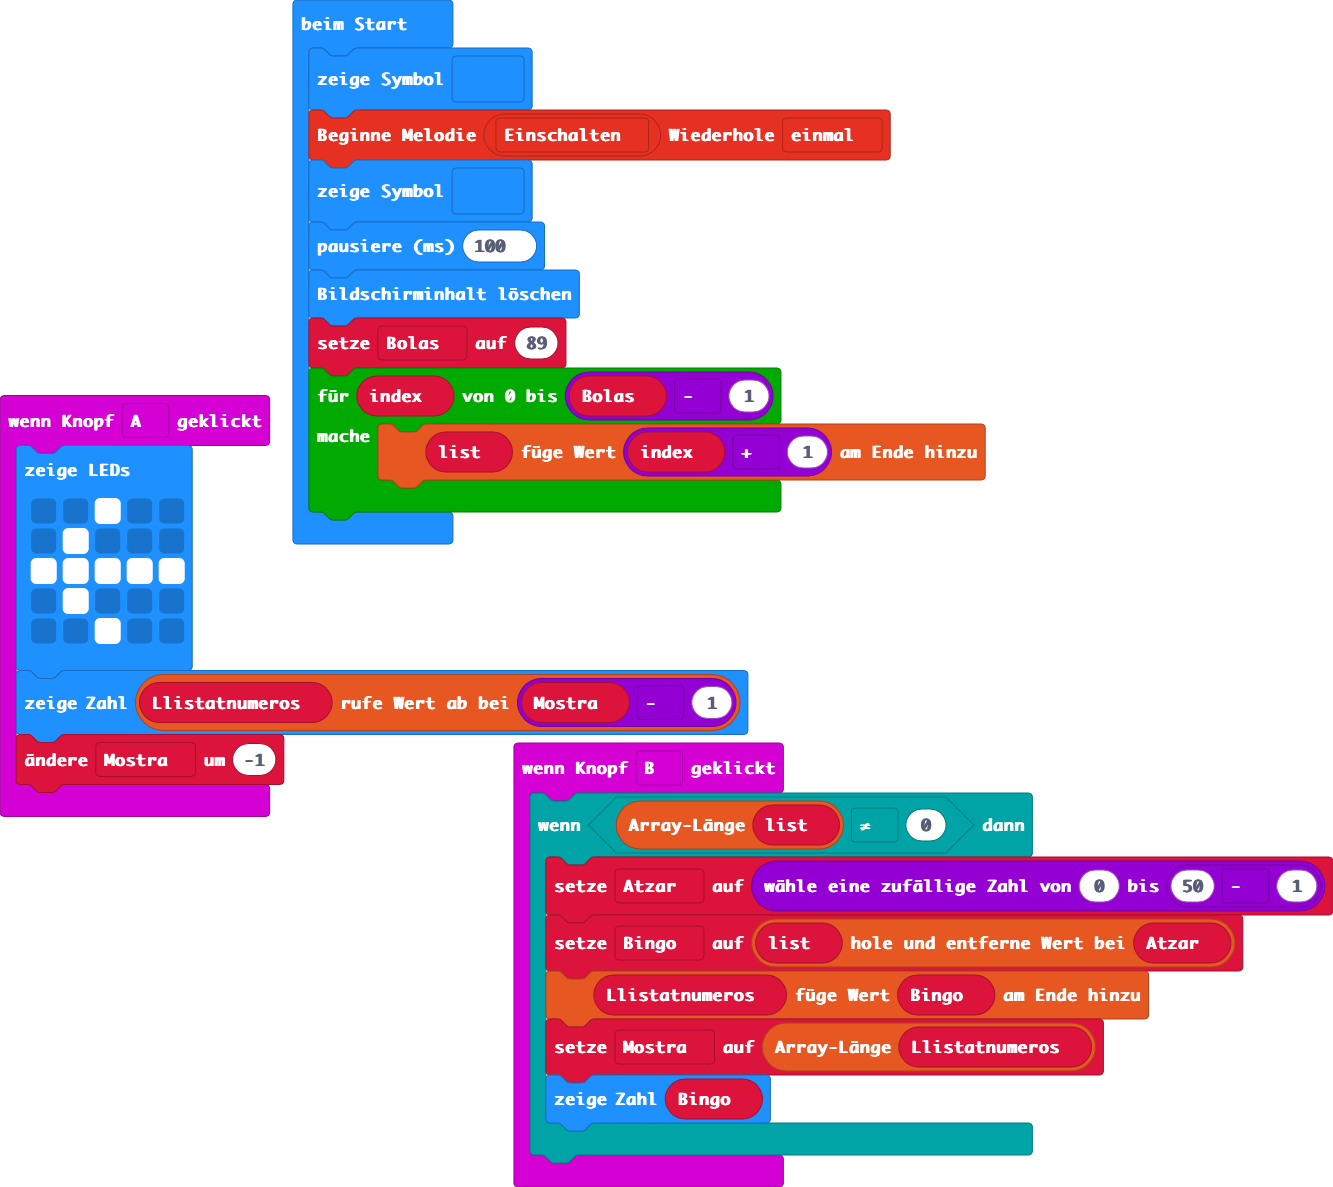 beim Start
zeige Symbol
Beginne Melodie Einschalten Wiederhole einmal
zeige Symbol
pausiere (ms) 100
Bildschirminhalt löschen
setze Bolas auf 89
für index von 0 bis Bolas - 1
mache
list füge Wert index + 1 am Ende hinzu
wenn Knopf A geklickt
zeige LEDs
zeige Zahl Llistatnumeros rufe Wert ab bei Mostra - 1
ändere Mostra um -1
wenn Knopf B geklickt
wenn Array-Länge list ≠ 0 dann
setze Atzar auf wähle eine zufällige Zahl von 0 bis 50 - 1
setze Bingo auf list hole und entferne Wert bei Atzar
Llistatnumeros füge Wert Bingo am Ende hinzu
setze Mostra auf Array-Länge Llistatnumeros
zeige Zahl Bingo